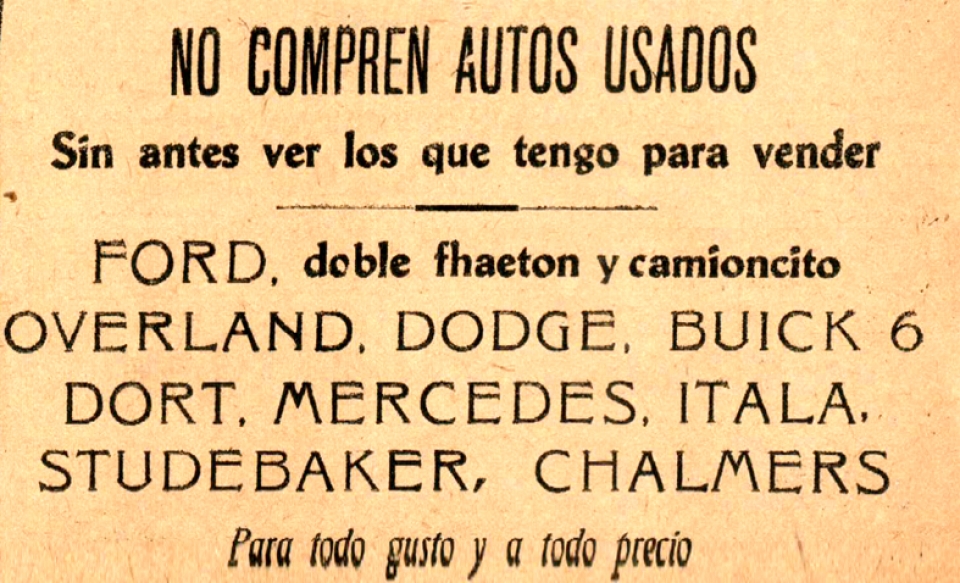 NO COMPREN AUTOS USADOS
Sin antes ver los que tengo para vender
FORD, doble fhaeton y camioncito
OVERLAND, DODGE, BUICK 6
DORT, MERCEDES, ITALA,
STUDEBAKER, CHALMERS
Para todo gusto y a todo precio